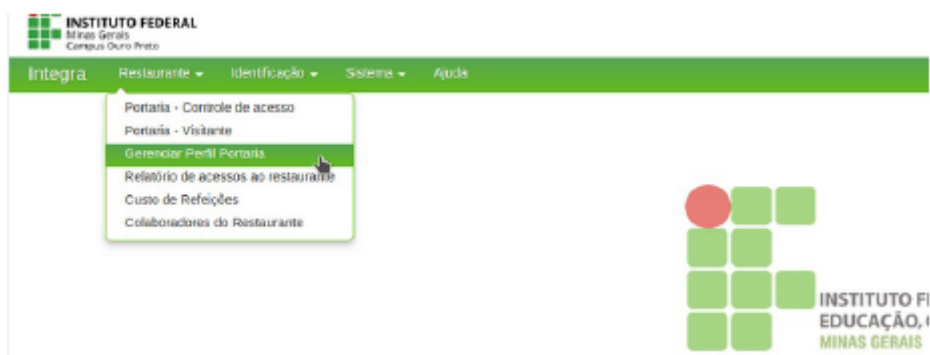 INSTITUTO FEDERAL
Minas Gerais
Campus Ouro Preto
Integra Restaurante Identificação Sistema Ajuda
Portaria - Controle de acesso
Portaria - Visitante
Gerenciar Perfil Portaria
Relatório de acessos ao restaurante
Custo de Refeições
Colaboradores do Restaurante
INSTITUTO F
EDUCAÇÃO,
MINAS GERAIS